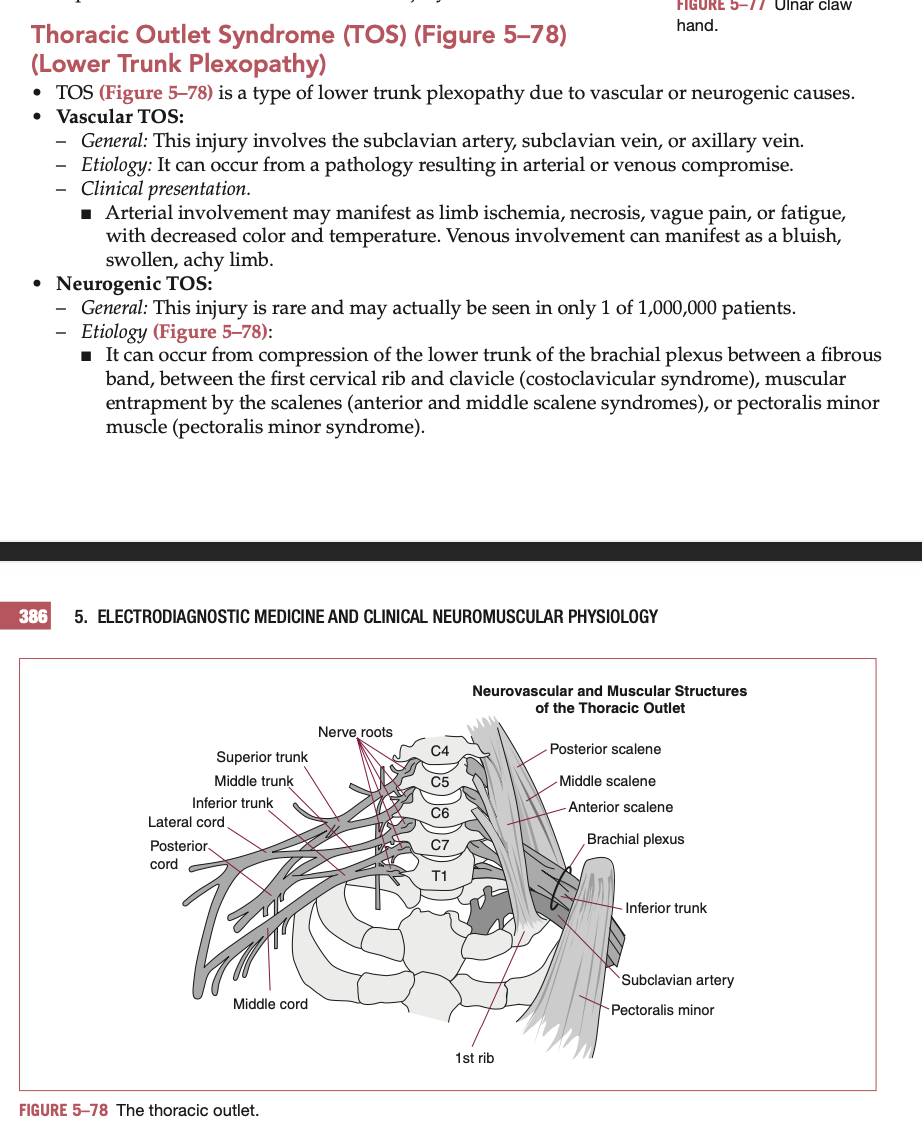 FIGURE 5–77 Ulnar claw
hand.
Thoracic Outlet Syndrome (TOS) (Figure 5–78)
(Lower Trunk Plexopathy)
• TOS (Figure 5–78) is a type of lower trunk plexopathy due to vascular or neurogenic causes.
• Vascular TOS:
– General: This injury involves the subclavian artery, subclavian vein, or axillary vein.
– Etiology: It can occur from a pathology resulting in arterial or venous compromise.
– Clinical presentation.
■ Arterial involvement may manifest as limb ischemia, necrosis, vague pain, or fatigue,
with decreased color and temperature. Venous involvement can manifest as a bluish,
swollen, achy limb.
• Neurogenic TOS:
– General: This injury is rare and may actually be seen in only 1 of 1,000,000 patients.
– Etiology (Figure 5–78):
■ It can occur from compression of the lower trunk of the brachial plexus between a fibrous
band, between the first cervical rib and clavicle (costoclavicular syndrome), muscular
entrapment by the scalenes (anterior and middle scalene syndromes), or pectoralis minor
muscle (pectoralis minor syndrome).
386 5. ELECTRODIAGNOSTIC MEDICINE AND CLINICAL NEUROMUSCULAR PHYSIOLOGY
Neurovascular and Muscular Structures
of the Thoracic Outlet
Nerve roots
Superior trunk
Middle trunk
Inferior trunk
Lateral cord
Posterior
cord
Middle cord
C4
C5
C6
C7
T1
Posterior scalene
Middle scalene
Anterior scalene
Brachial plexus
Inferior trunk
Subclavian artery
Pectoralis minor
1st rib
FIGURE 5–78 The thoracic outlet.